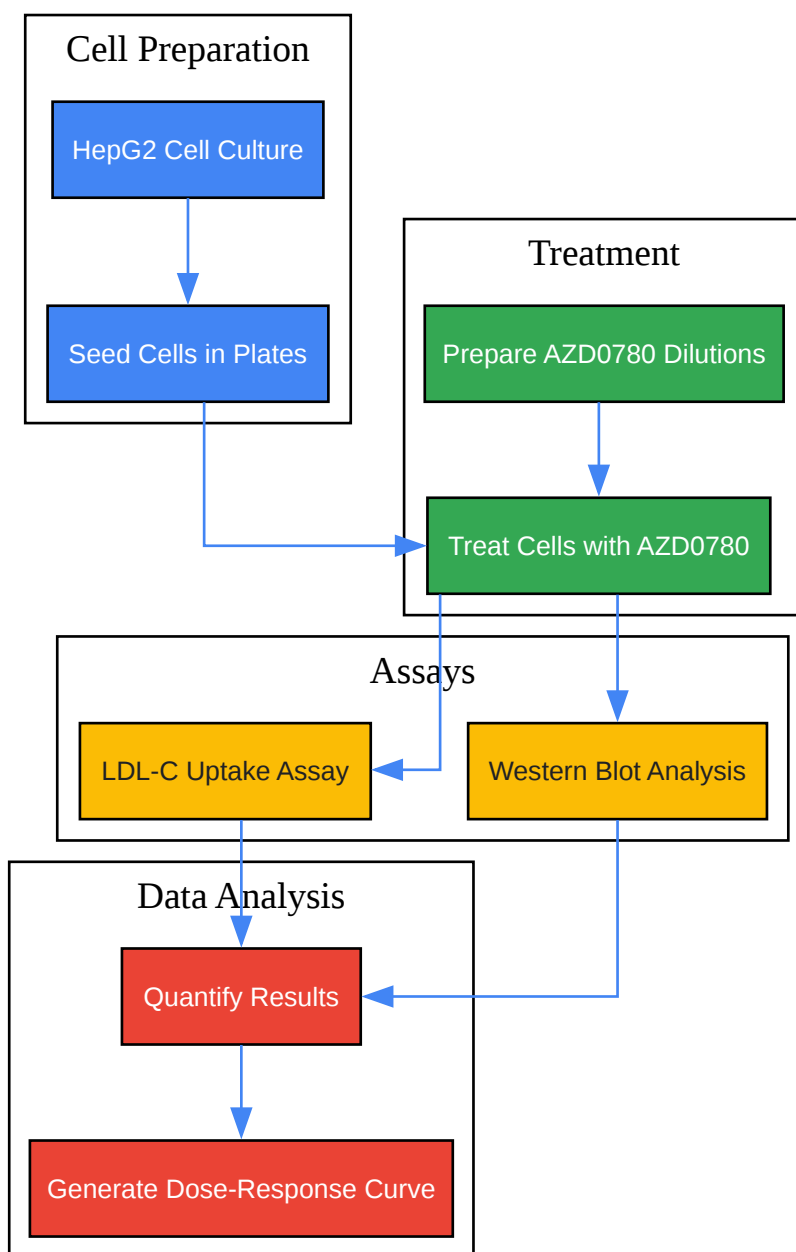 Cell Preparation
HepG2 Cell Culture
Seed Cells in Plates
Treatment
Prepare AZD0780 Dilutions
Treat Cells with AZD0780
Assays
LDL-C Uptake Assay
Western Blot Analysis
Data Analysis
Quantify Results
Generate Dose-Response Curve